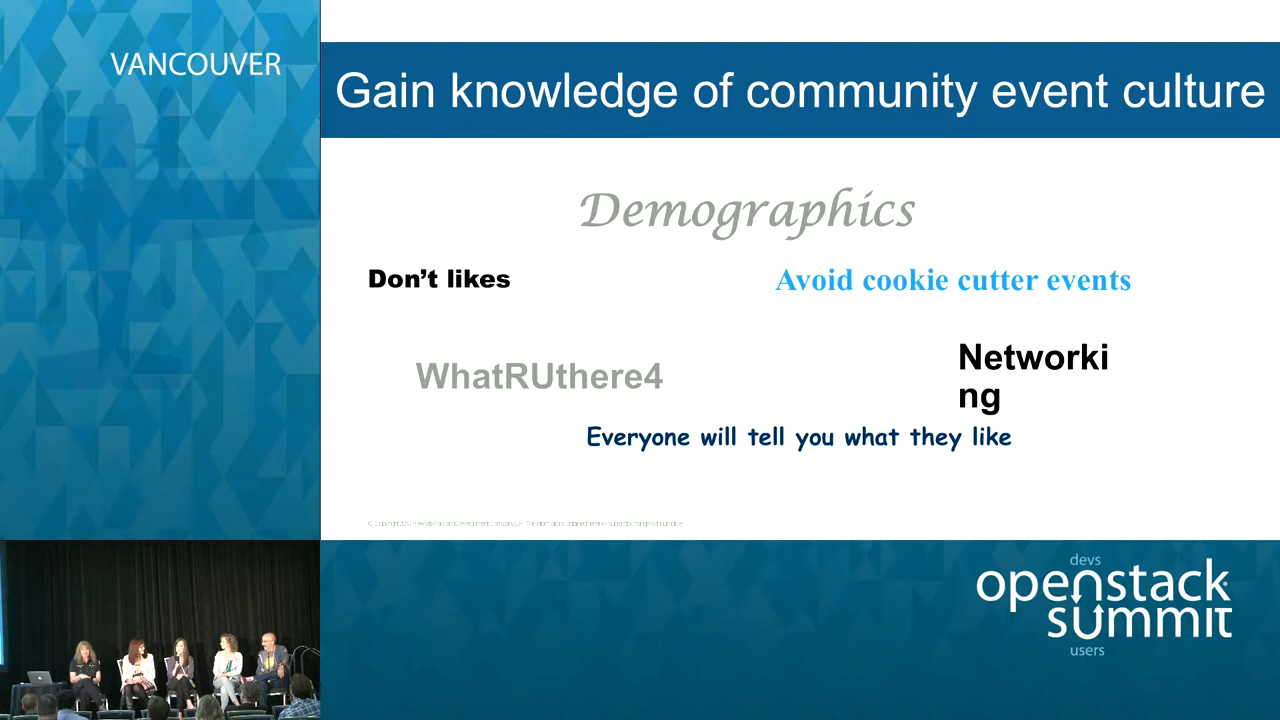 VANCOUVER
Gain knowledge of community event culture
Demographics
Don't likes
Avoid cookie cutter events
WhatRUthere4
Networki
ng
Everyone will tell you what they like
devs
openstack
summit
users